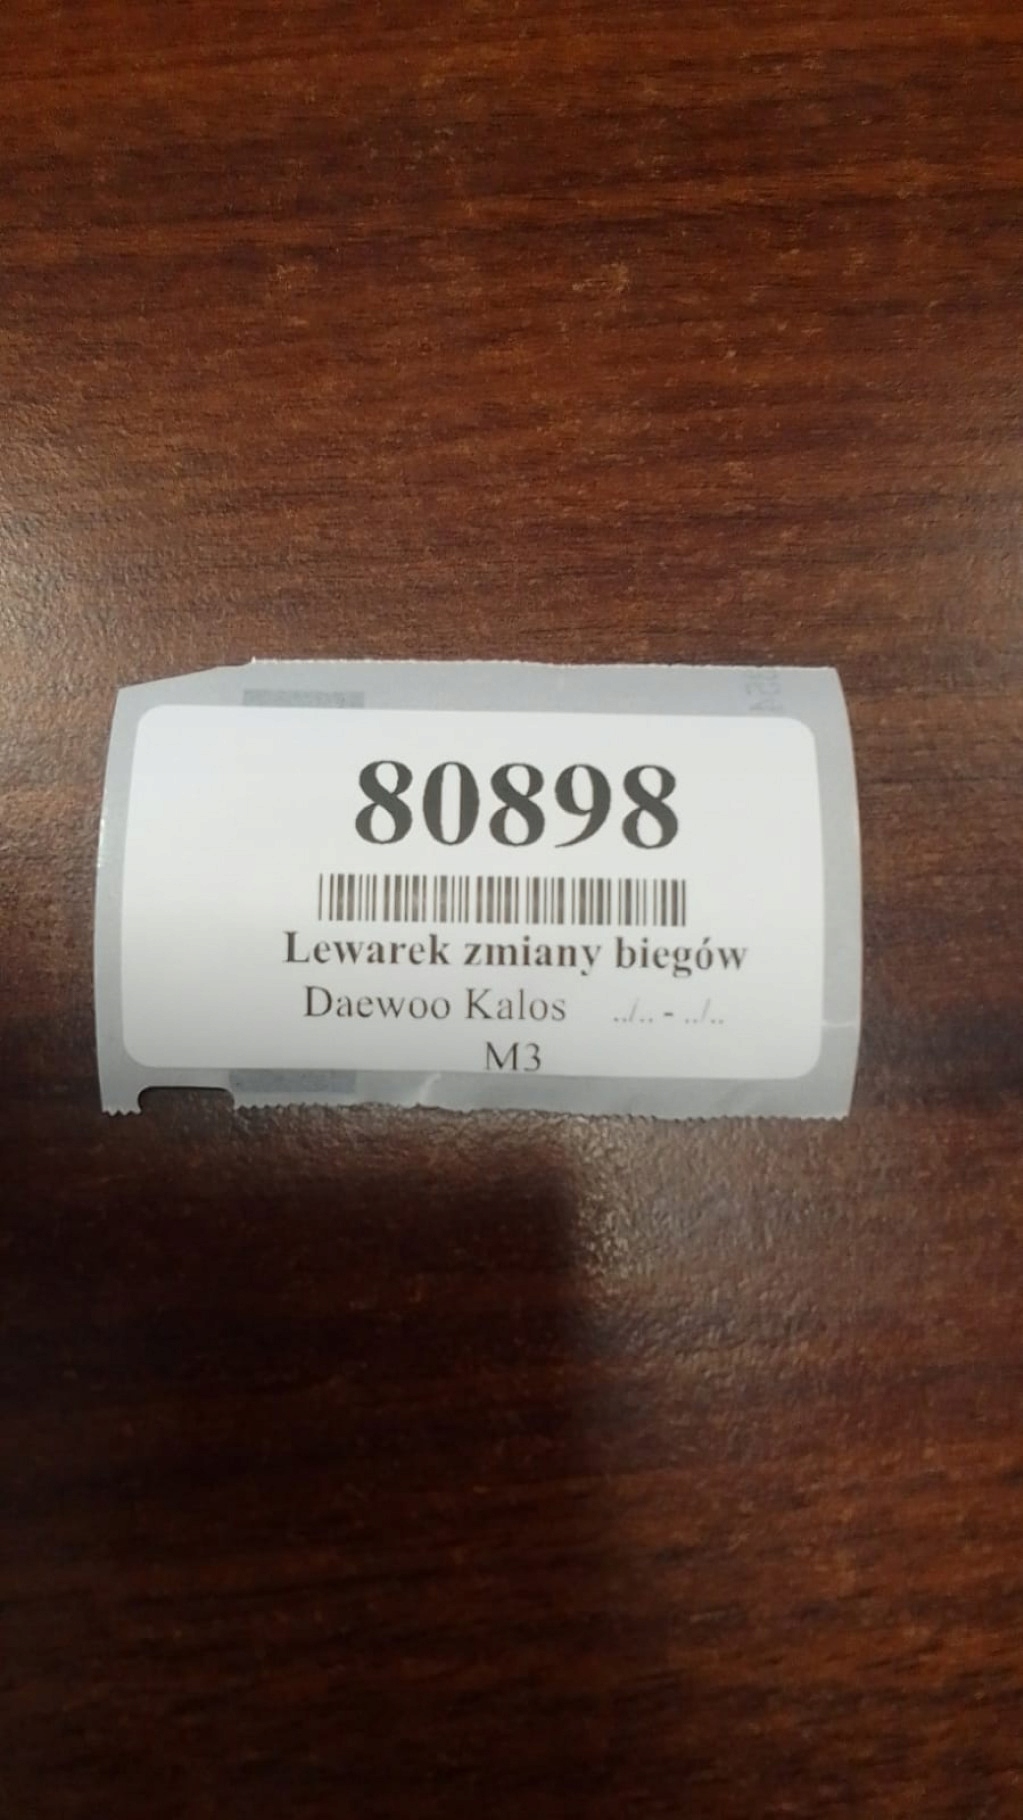 80898
Lewarek zmiany biegów
Daewoo Kalos ../.. - ../..
M3